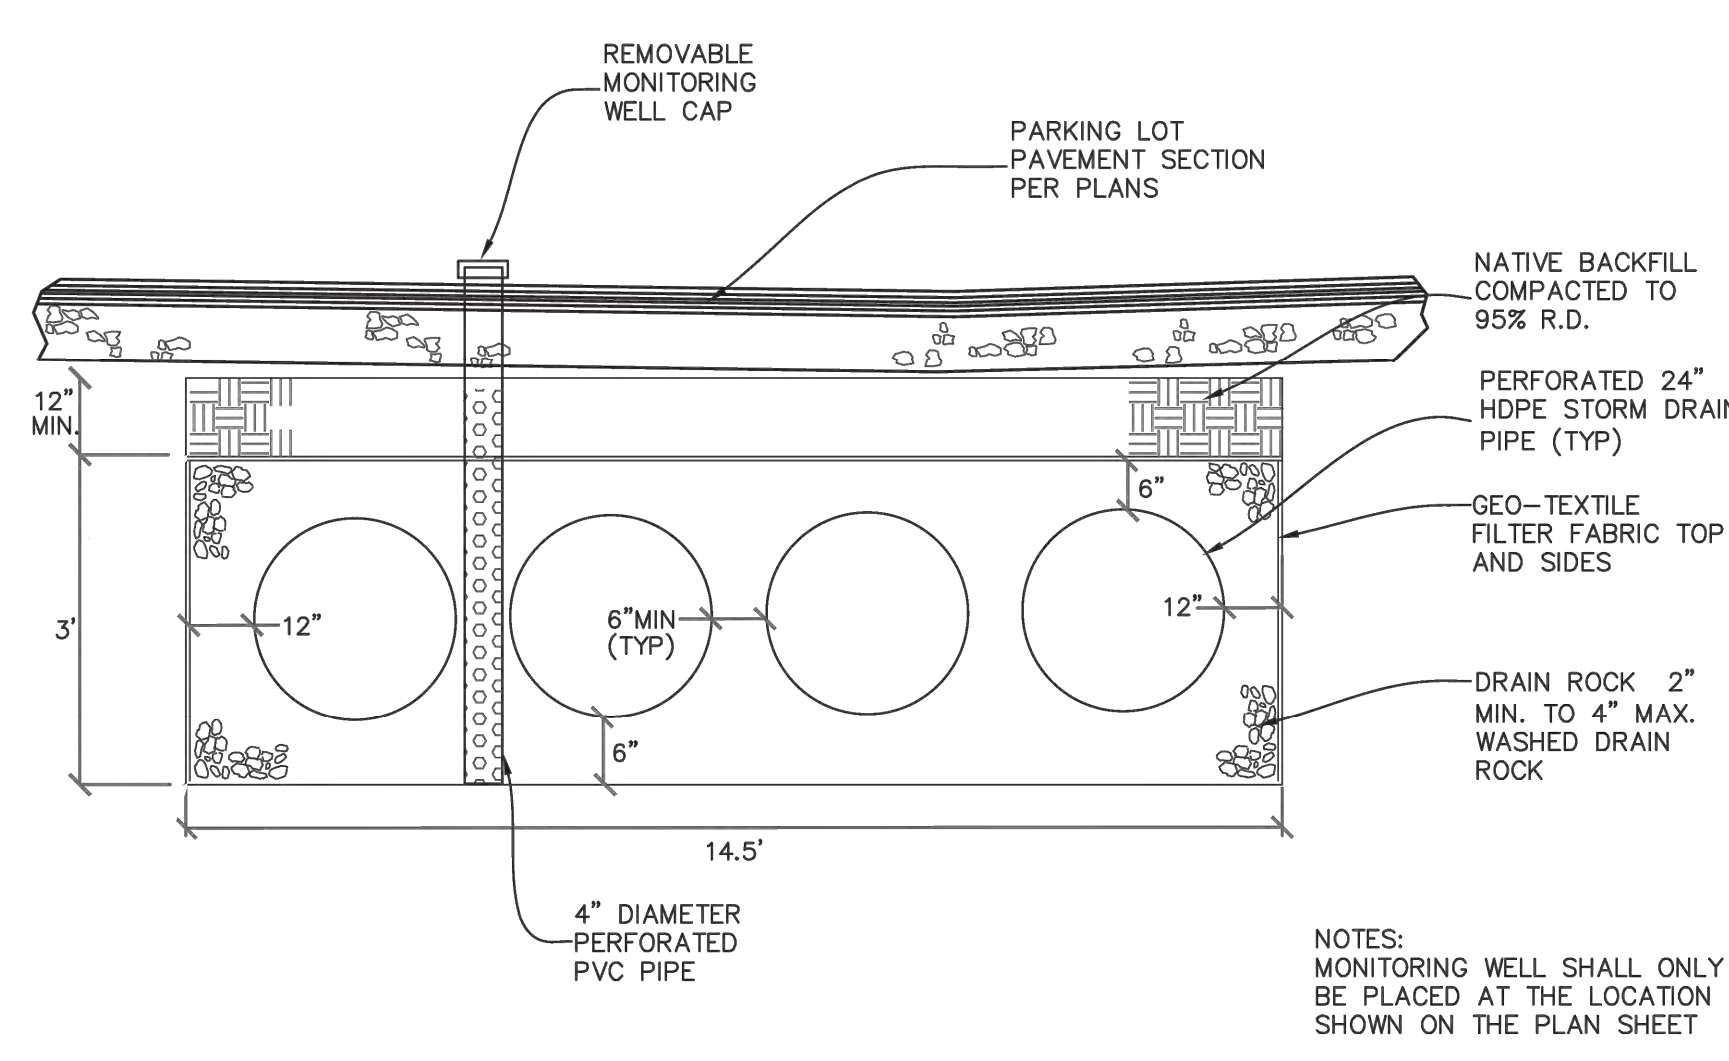 REMOVABLE
MONITORING
WELL CAP
PARKING LOT
PAVEMENT SECTION
PER PLANS
NATIVE BACKFILL
COMPACTED TO
95% R.D.
PERFORATED 24"
HDPE STORM DRAIN
PIPE (TYP)
12"
MIN.
6"
GEO-TEXTILE
FILTER FABRIC TOP
AND SIDES
3'
12"
6"MIN
(TYP)
12"
DRAIN ROCK 2"
MIN. TO 4" MAX.
WASHED DRAIN
ROCK
6"
14.5'
4" DIAMETER
PERFORATED
PVC PIPE
NOTES:
MONITORING WELL SHALL ONLY
BE PLACED AT THE LOCATION
SHOWN ON THE PLAN SHEET